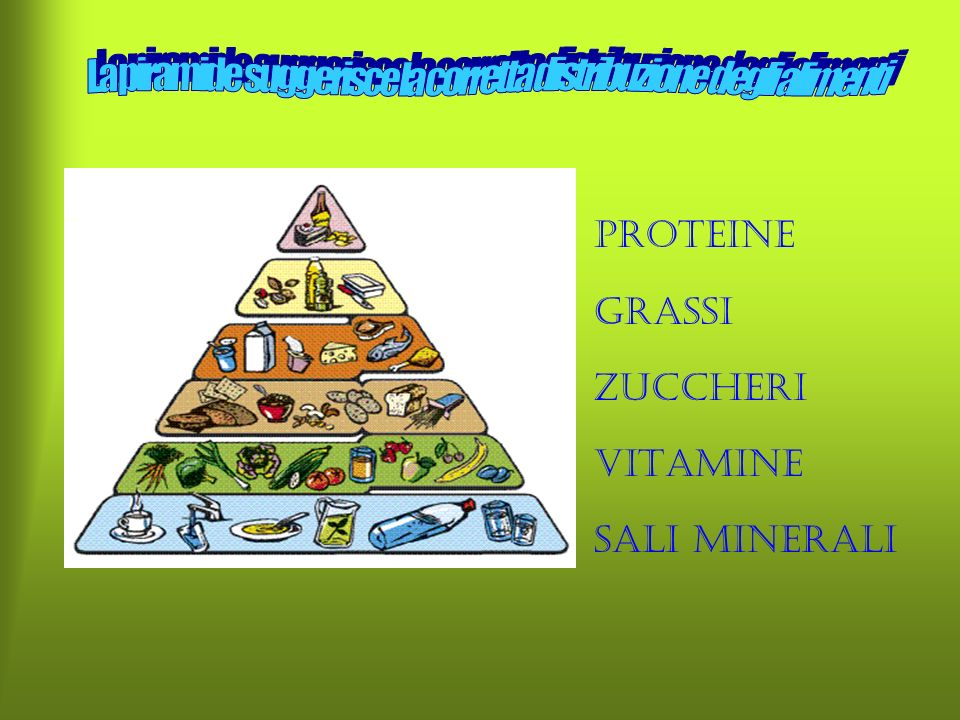 La piramide suggerisce la corretta distribuzione degli alimenti
PROTEINE
GRASSI
ZUCCHERI
VITAMINE
SALI MINERALI